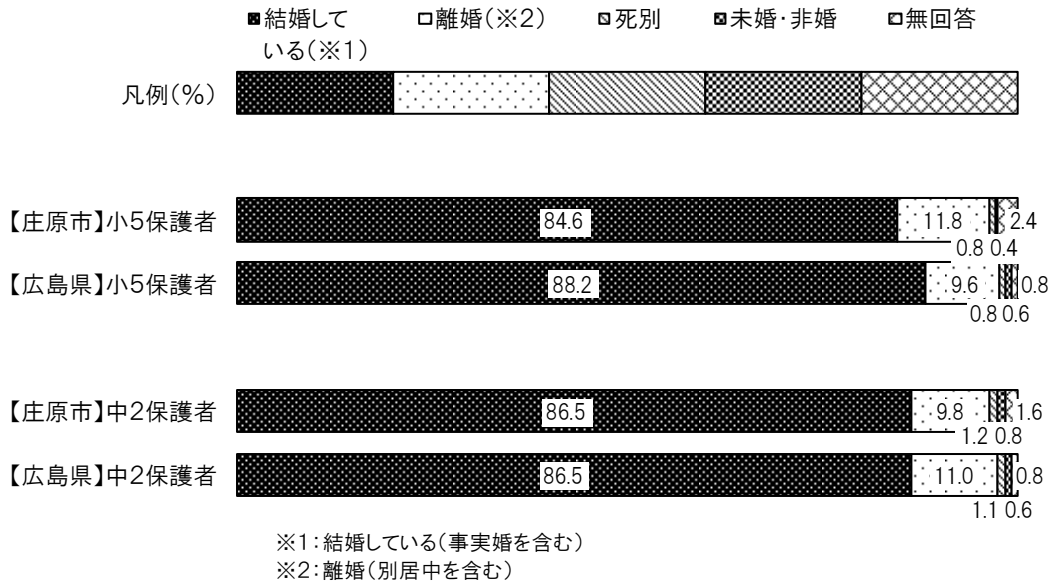 結婚して 離婚(※2) 死別 未婚・非婚 無回答
いる(※1)
凡例(%)
【庄原市】小5保護者 84.6 11.8 2.4
0.8 0.4
【広島県】小5保護者 88.2 9.6 0.8
0.8 0.6
【庄原市】中2保護者 86.5 9.8 1.6
1.2 0.8
【広島県】中2保護者 86.5 11.0 0.8
1.1 0.6
※1：結婚している(事実婚を含む)
※2：離婚(別居中を含む)